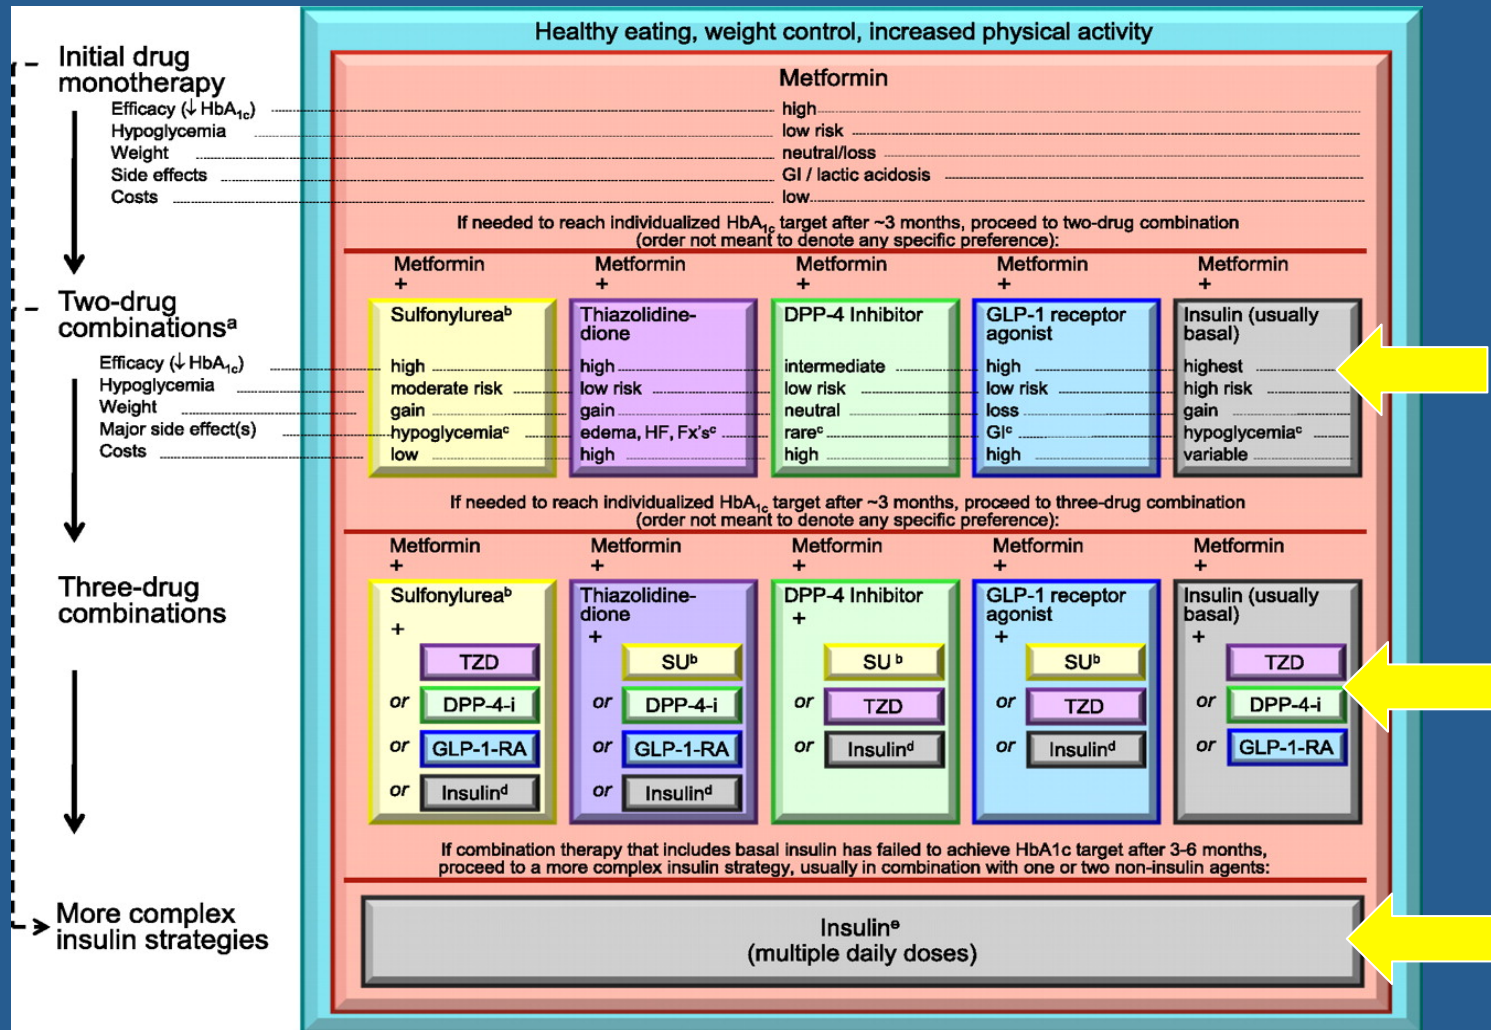 Healthy eating, weight control, increased physical activity
Initial drug
monotherapy
Metformin
Efficacy (↓ HbA1c) high
Hypoglycemia low risk
Weight neutral/loss
Side effects GI / lactic acidosis
Costs low
If needed to reach individualized HbA1c target after ~3 months, proceed to two-drug combination
(order not meant to denote any specific preference):
Metformin Metformin Metformin Metformin Metformin
+ + + + +
Two-drug
combinationsa
Sulfonylureab Thiazolidine- DPP-4 Inhibitor GLP-1 receptor Insulin (usually
dione agonist basal)
Efficacy (↓ HbA1c) high high intermediate high highest
Hypoglycemia moderate risk low risk low risk low risk high risk
Weight gain gain neutral loss gain
Major side effect(s) hypoglycemiac edema, HF, Fx's c rarec GIc hypoglycemiac
Costs low high high high variable
If needed to reach individualized HbA1c target after ~3 months, proceed to three-drug combination
(order not meant to denote any specific preference):
Metformin Metformin Metformin Metformin Metformin
+ + + + +
Three-drug
combinations
Sulfonylureab Thiazolidine- DPP-4 Inhibitor GLP-1 receptor Insulin (usually
dione agonist basal)
+ + + + +
TZD SUb SU b SUb TZD
or DPP-4-i or DPP-4-i or TZD or TZD or DPP-4-i
or GLP-1-RA or GLP-1-RA or Insulind or Insulind or GLP-1-RA
or Insulind or Insulind
If combination therapy that includes basal insulin has failed to achieve HbA1c target after 3-6 months,
proceed to a more complex insulin strategy, usually in combination with one or two non-insulin agents:
More complex
insulin strategies
Insuline
(multiple daily doses)